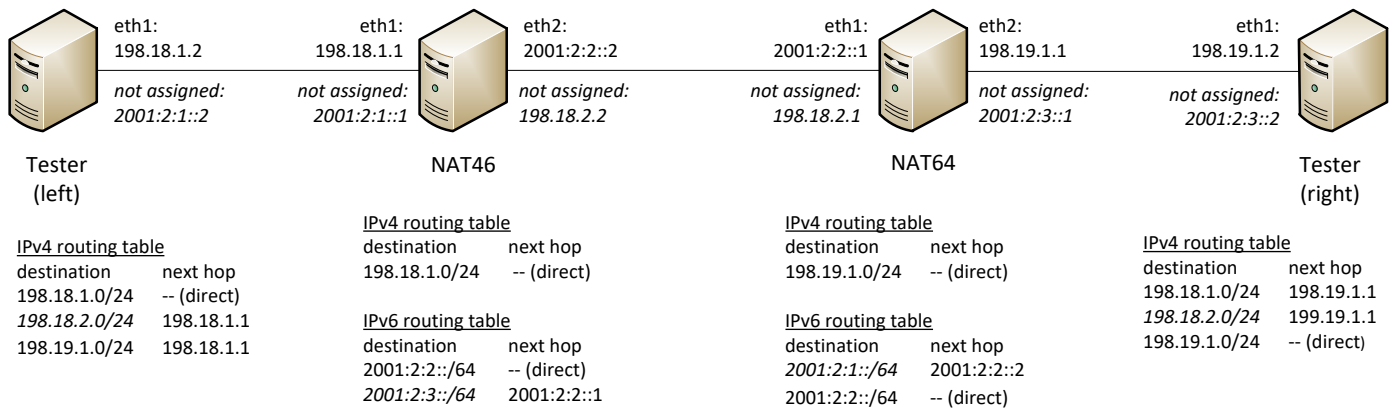 eth1:
198.18.1.2
not assigned:
2001:2:1::2
Tester
(left)
eth1:
198.18.1.1
not assigned:
2001:2:1::1
eth2:
2001:2:2::2
not assigned:
198.18.2.2
NAT46
eth1:
2001:2:2::1
not assigned:
198.18.2.1
eth2:
198.19.1.1
not assigned:
2001:2:3::1
NAT64
eth1:
198.19.1.2
not assigned:
2001:2:3::2
Tester
(right)
IPv4 routing table
destination next hop
198.18.1.0/24 -- (direct)
198.18.2.0/24 198.18.1.1
198.19.1.0/24 198.18.1.1
IPv4 routing table
destination next hop
198.18.1.0/24 -- (direct)
IPv6 routing table
destination next hop
2001:2:2::/64 -- (direct)
2001:2:3::/64 2001:2:2::1
IPv4 routing table
destination next hop
198.19.1.0/24 -- (direct)
IPv6 routing table
destination next hop
2001:2:1::/64 2001:2:2::2
2001:2:2::/64 -- (direct)
IPv4 routing table
destination next hop
198.18.1.0/24 198.19.1.1
198.18.2.0/24 199.19.1.1
198.19.1.0/24 -- (direct)